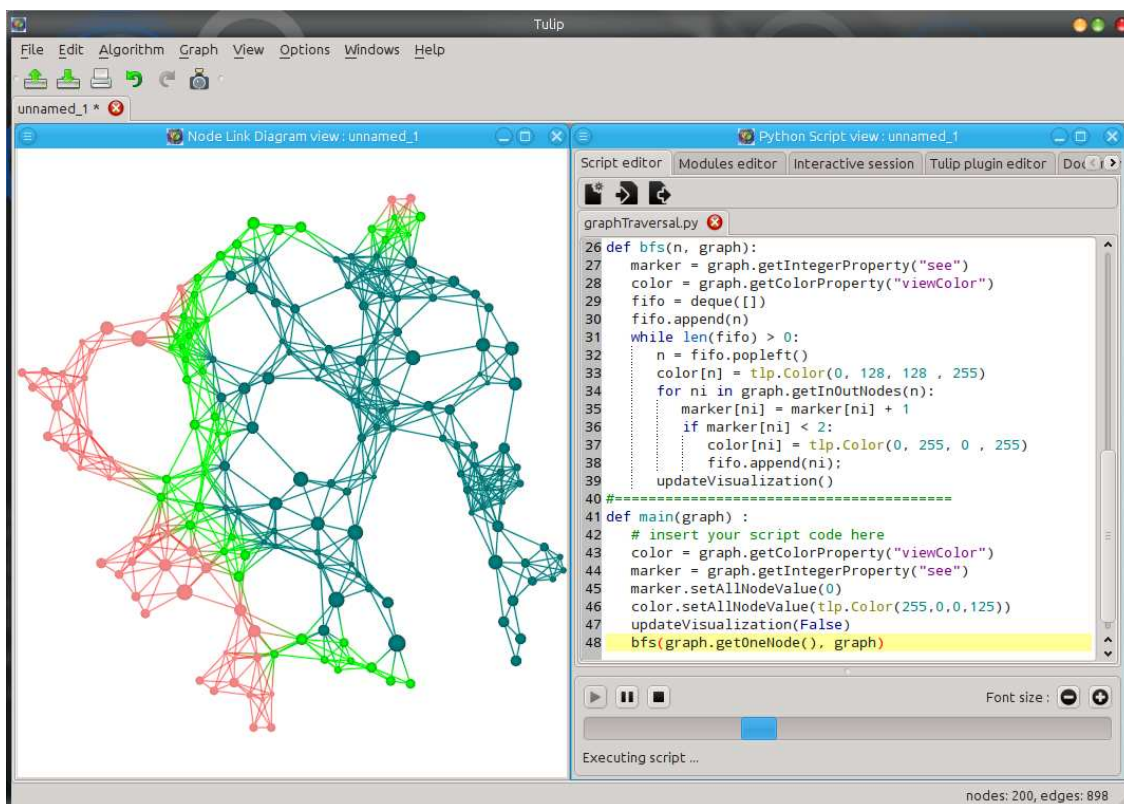 Tulip
File Edit Algorithm Graph View Options Windows Help
unnamed_1 *
Node Link Diagram view : unnamed_1
Python Script view : unnamed_1
Script editor Modules editor Interactive session Tulip plugin editor
graphTraversal.py
26 def bfs(n, graph):
27 marker = graph.getIntegerProperty("see")
28 color = graph.getColorProperty("viewColor")
29 fifo = deque([])
30 fifo.append(n)
31 while len(fifo) > 0:
32 n = fifo.popleft()
33 color[n] = tlp.Color(0, 128, 128 , 255)
34 for ni in graph.getInOutNodes(n):
35 marker[ni] = marker[ni] + 1
36 if marker[ni] < 2:
37 color[ni] = tlp.Color(0, 255, 0 , 255)
38 fifo.append(ni);
39 updateVisualization()
40 #========================================
41 def main(graph) :
42 # insert your script code here
43 color = graph.getColorProperty("viewColor")
44 marker = graph.getIntegerProperty("see")
45 marker.setAllNodeValue(0)
46 color.setAllNodeValue(tlp.Color(255,0,0,125))
47 updateVisualization(False)
48 bfs(graph.getOneNode(), graph)
Font size :
Executing script ...
nodes: 200, edges: 898